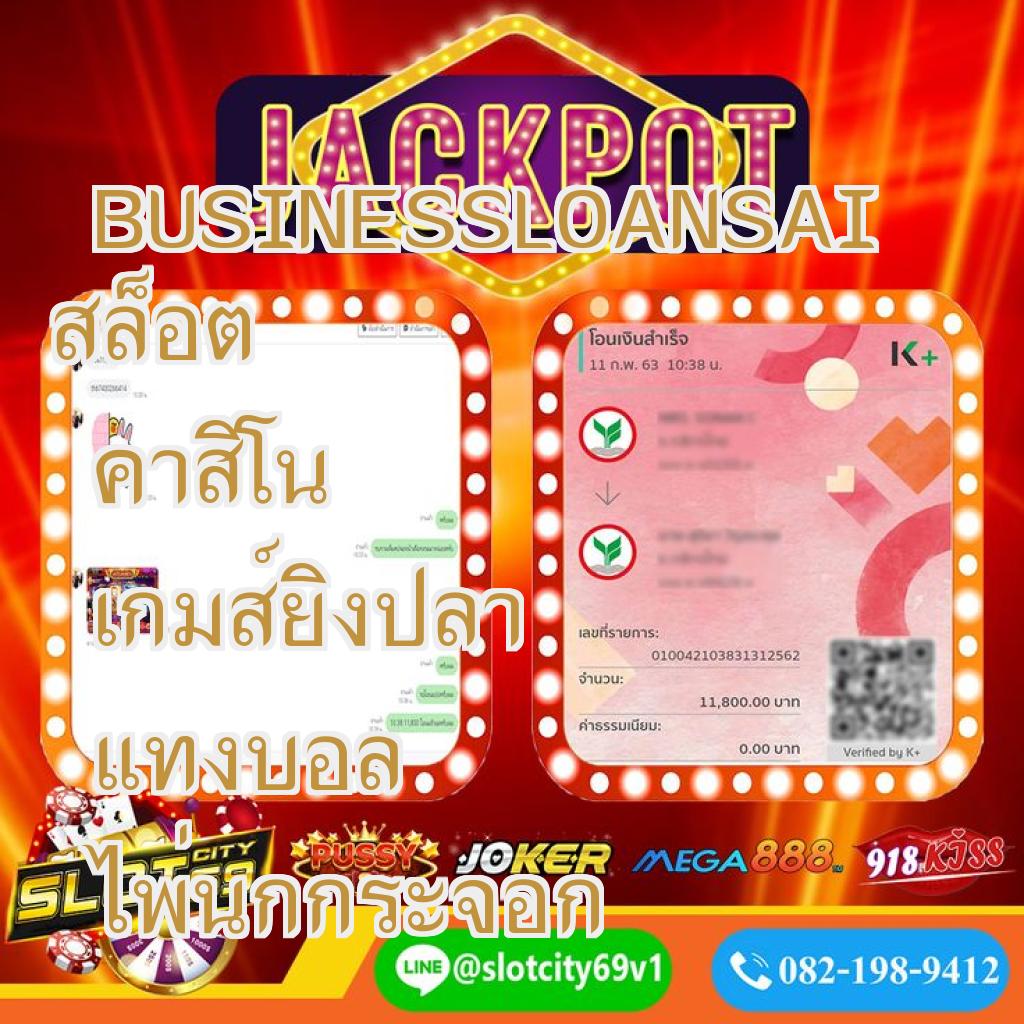 JACKPOT
BUSINESSLOANSAI
สล็อต
คาสิโน
เกมส์ยิงปลา
แทงบอล
ไพ่นกกระจอก
โอนเงินสำเร็จ
11 ก.พ. 63 10:38 น.
K+
เลขที่รายการ:
010042103831312562
จำนวน:
11,800.00 บาท
ค่าธรรมเนียม:
0.00 บาท
Verified by K+
SLOT CITY
PUSSY
JOKER
MEGA888
918KISS
LINE @slotcity69v1
082-198-9412